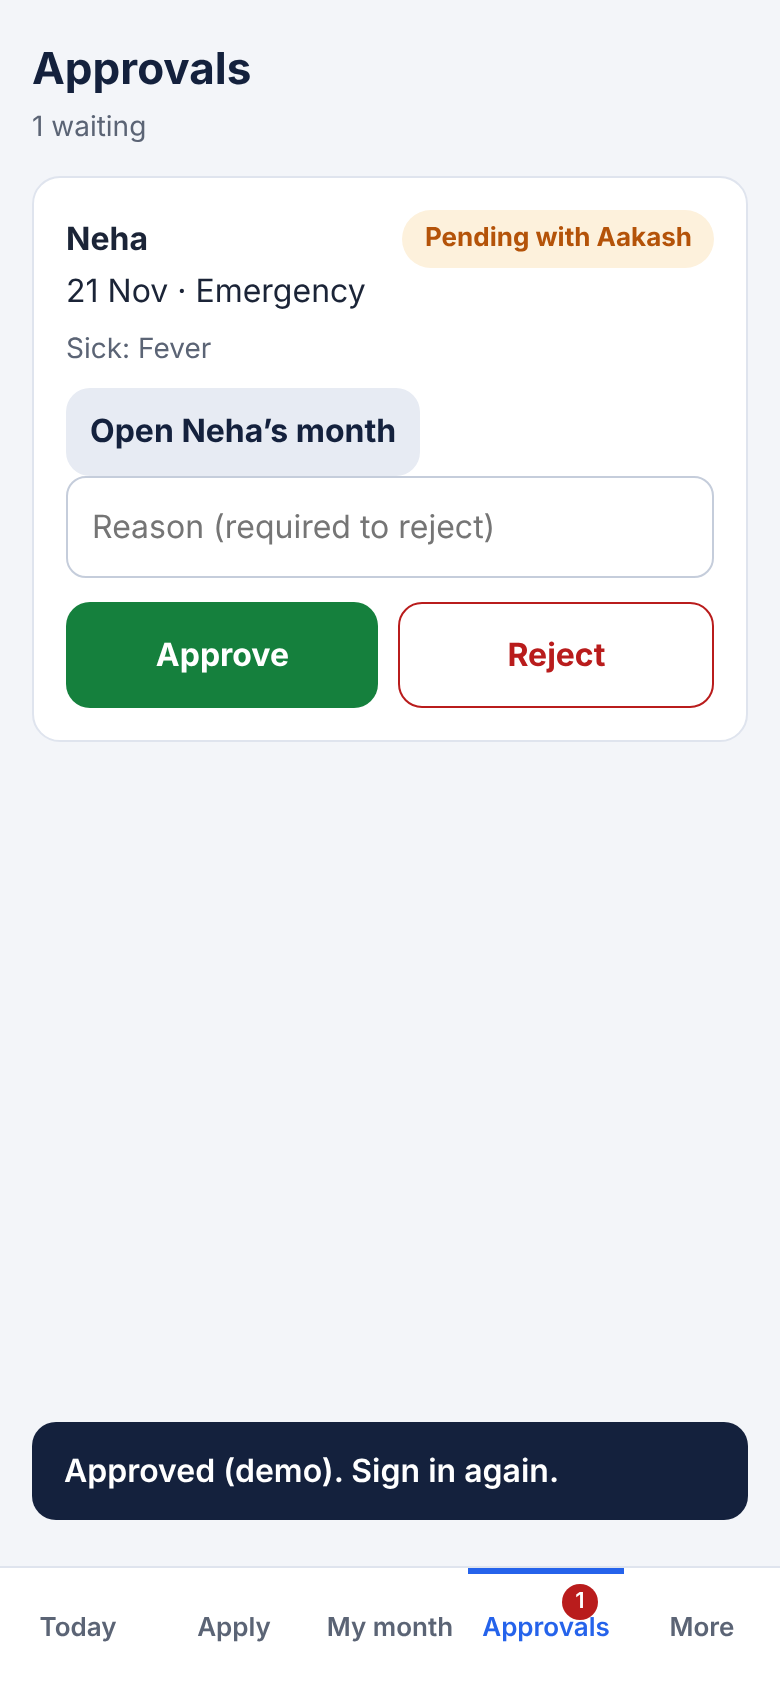 Approvals
1 waiting
Neha
Pending with Aakash
21 Nov · Emergency
Sick: Fever
Open Neha’s month
Reason (required to reject)
Approve
Reject
Approved (demo). Sign in again.
1
Today
Apply
My month
Approvals
More